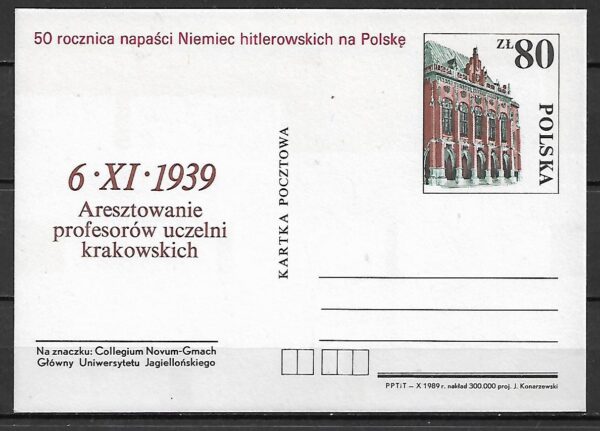 50 rocznica napaści Niemiec hitlerowskich na Polskę
ZŁ 80
POLSKA
6·XI·1939
Aresztowanie
profesorów uczelni
krakowskich
KARTKA POCZTOWA
Na znaczku: Collegium Novum-Gmach
Główny Uniwersytetu Jagiellońskiego
PPTiT — X 1989 r. nakład 300.000 proj. J. Konarzewski